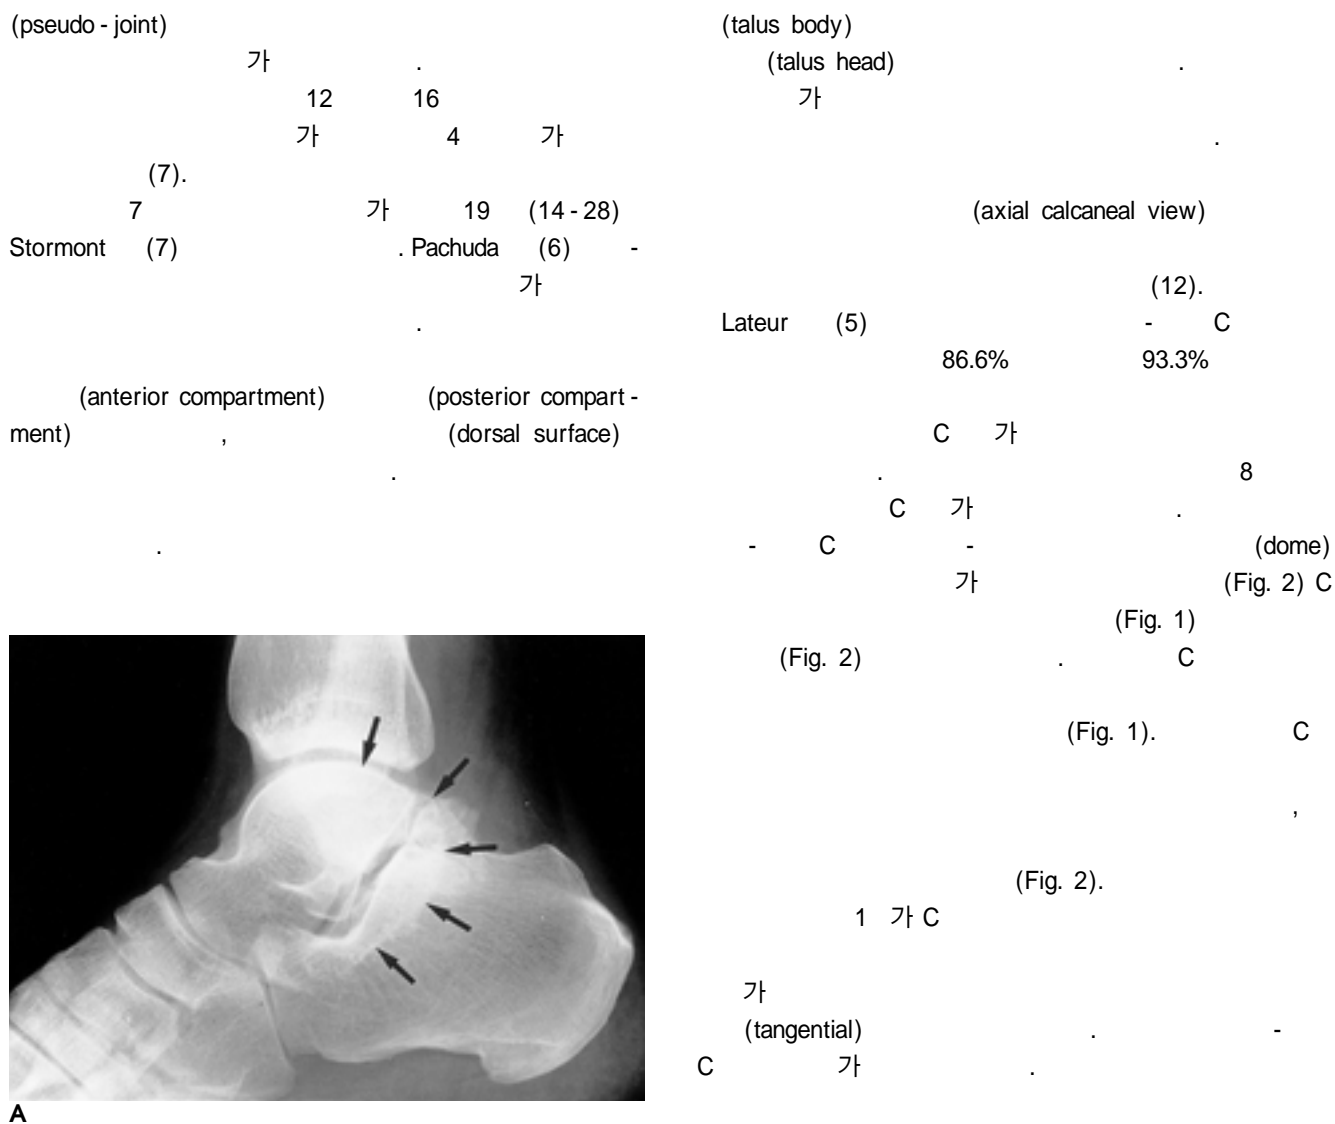 (pseudo - joint)
가 .
12 16
가 4 가
(7).
7 가 19 (14 - 28)
Stormont (7) . Pachuda (6) -
가
.
(anterior compartment) (posterior compart -
ment) , (dorsal surface)
.
.
A
(talus body)
(talus head) .
가
.
(axial calcaneal view)
(12).
Lateur (5) - C
86.6% 93.3%
C 가
. 8
C 가 .
- C - (dome)
가 (Fig. 2) C
(Fig. 1)
(Fig. 2) . C
(Fig. 1). C
,
(Fig. 2).
1 가 C
가
(tangential) . -
C 가 .